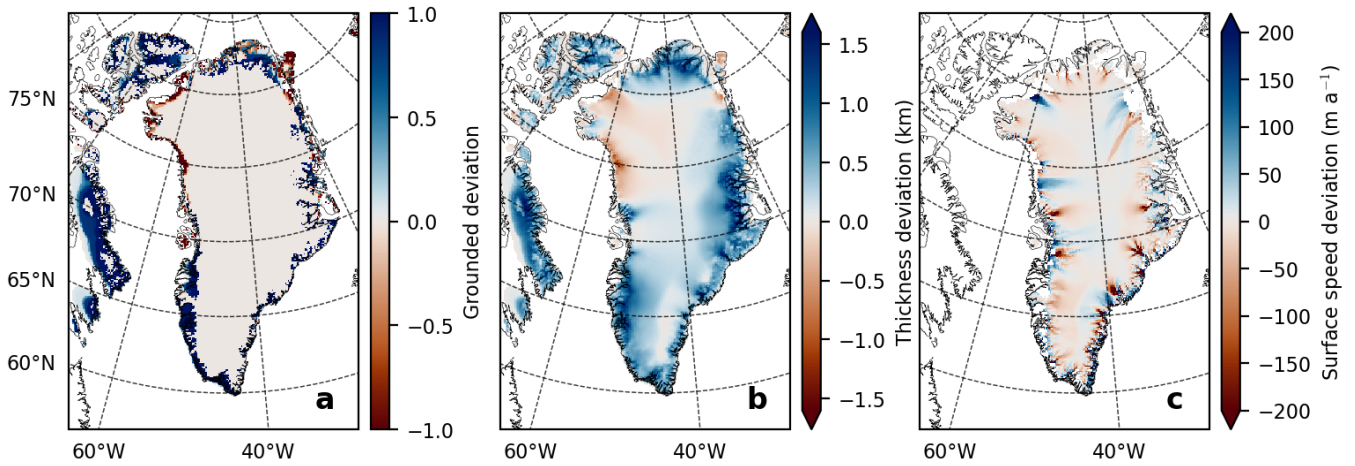 75°N
70°N
65°N
60°N
60°W
40°W
a
1.0
0.5
0.0
−0.5
−1.0
Grounded deviation
60°W
40°W
b
1.5
1.0
0.5
0.0
−0.5
−1.0
−1.5
Thickness deviation (km)
60°W
40°W
c
200
150
100
50
0
−50
−100
−150
−200
Surface speed deviation (m a⁻¹)